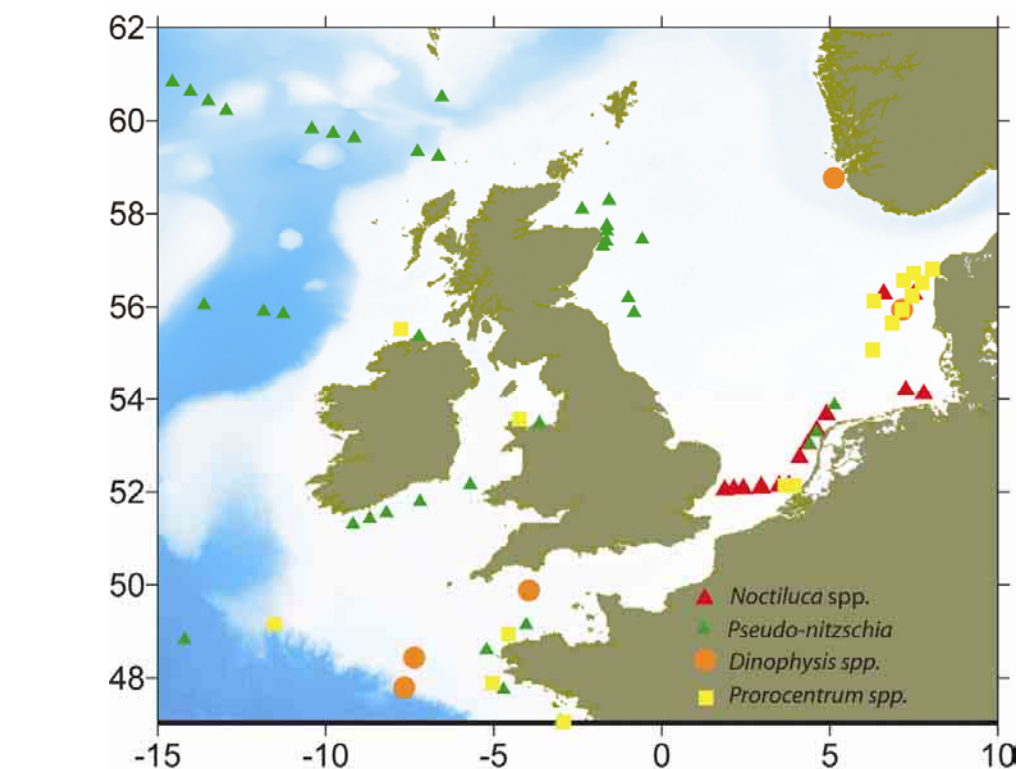 62
60
58
56
54
52
50
48
Noctiluca spp.
Pseudo-nitzschia
Dinophysis spp.
Prorocentrum spp.
-15 -10 -5 0 5 10